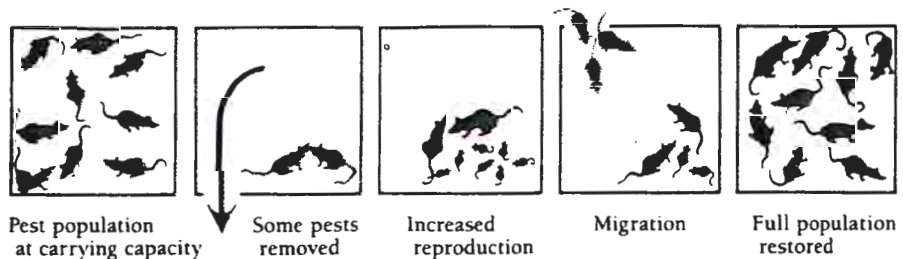 Pest population
at carrying capacity
Some pests
removed
Increased
reproduction
Migration
Full population
restored